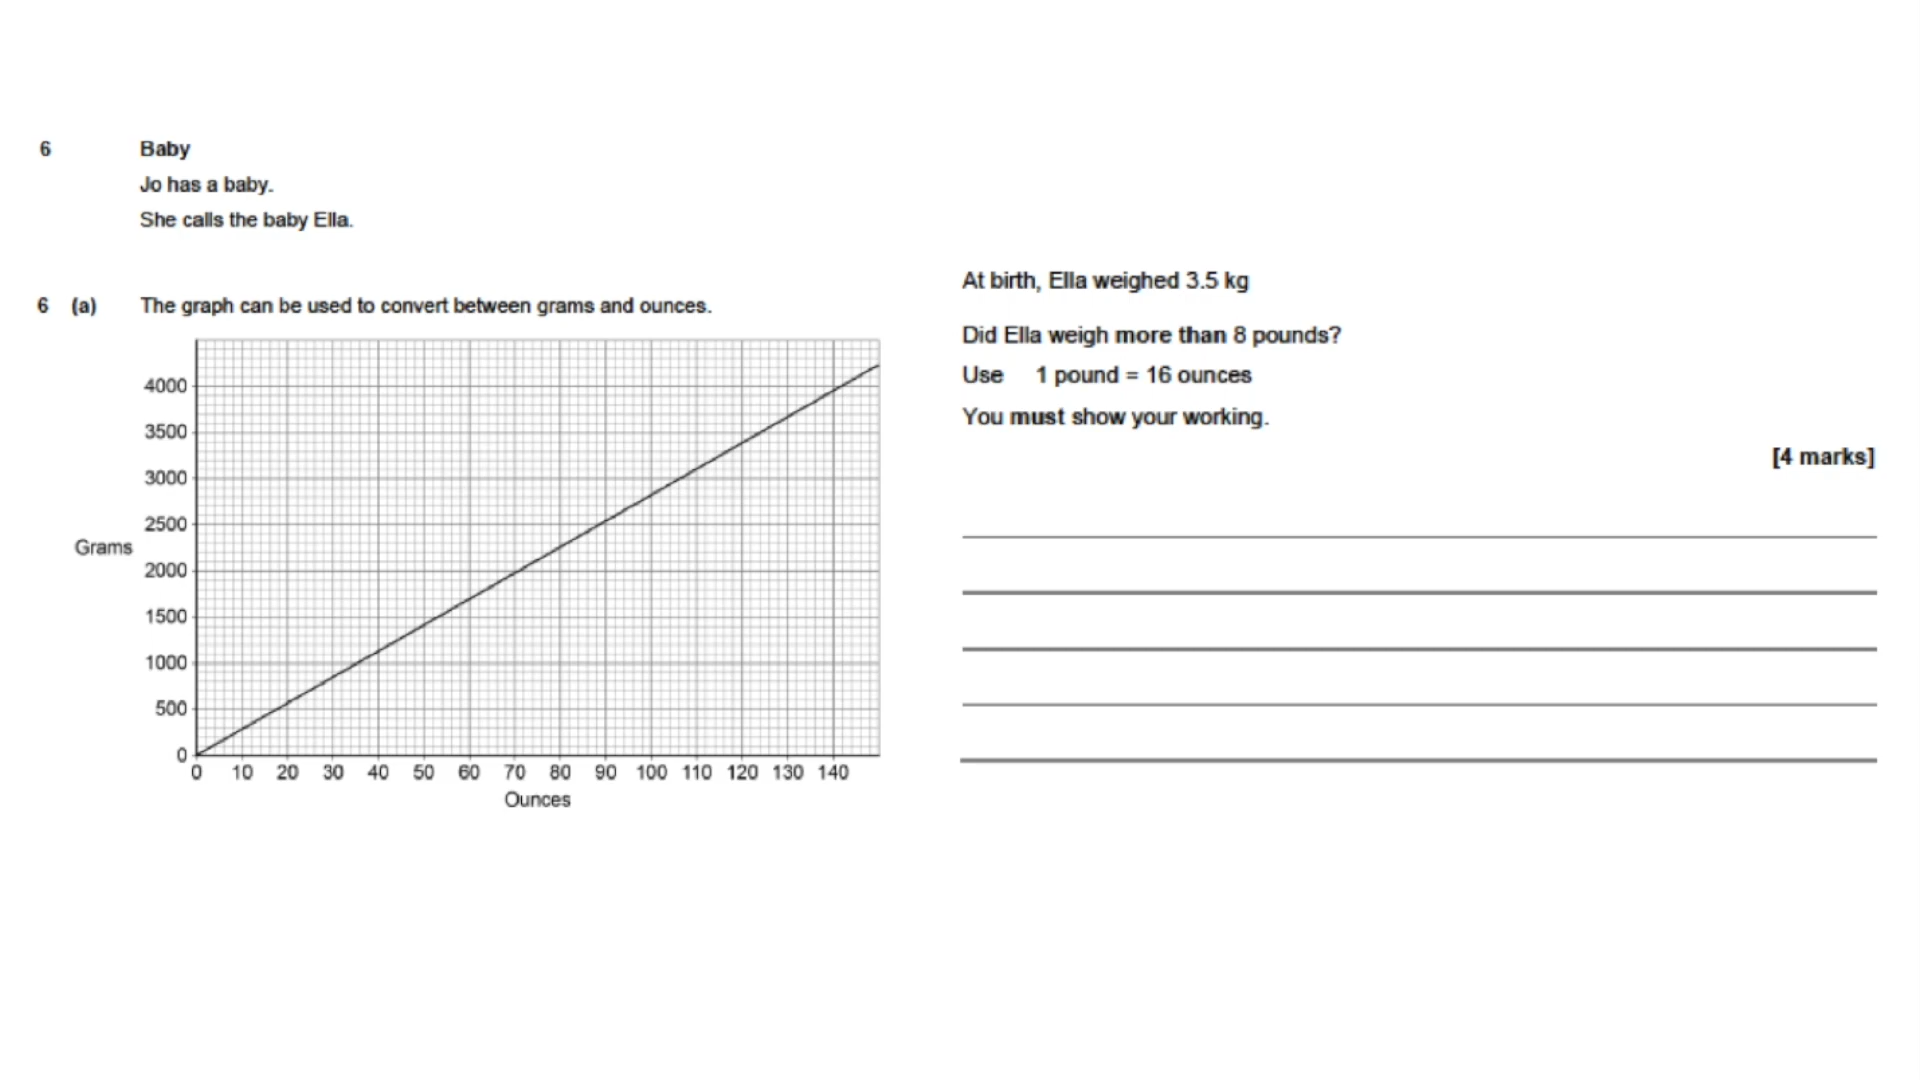 6 Baby
Jo has a baby.
She calls the baby Ella.
6 (a) The graph can be used to convert between grams and ounces.
4000
3500
3000
2500
Grams
2000
1500
1000
500
0
0 10 20 30 40 50 60 70 80 90 100 110 120 130 140
Ounces
At birth, Ella weighed 3.5 kg
Did Ella weigh more than 8 pounds?
Use 1 pound = 16 ounces
You must show your working.
[4 marks]